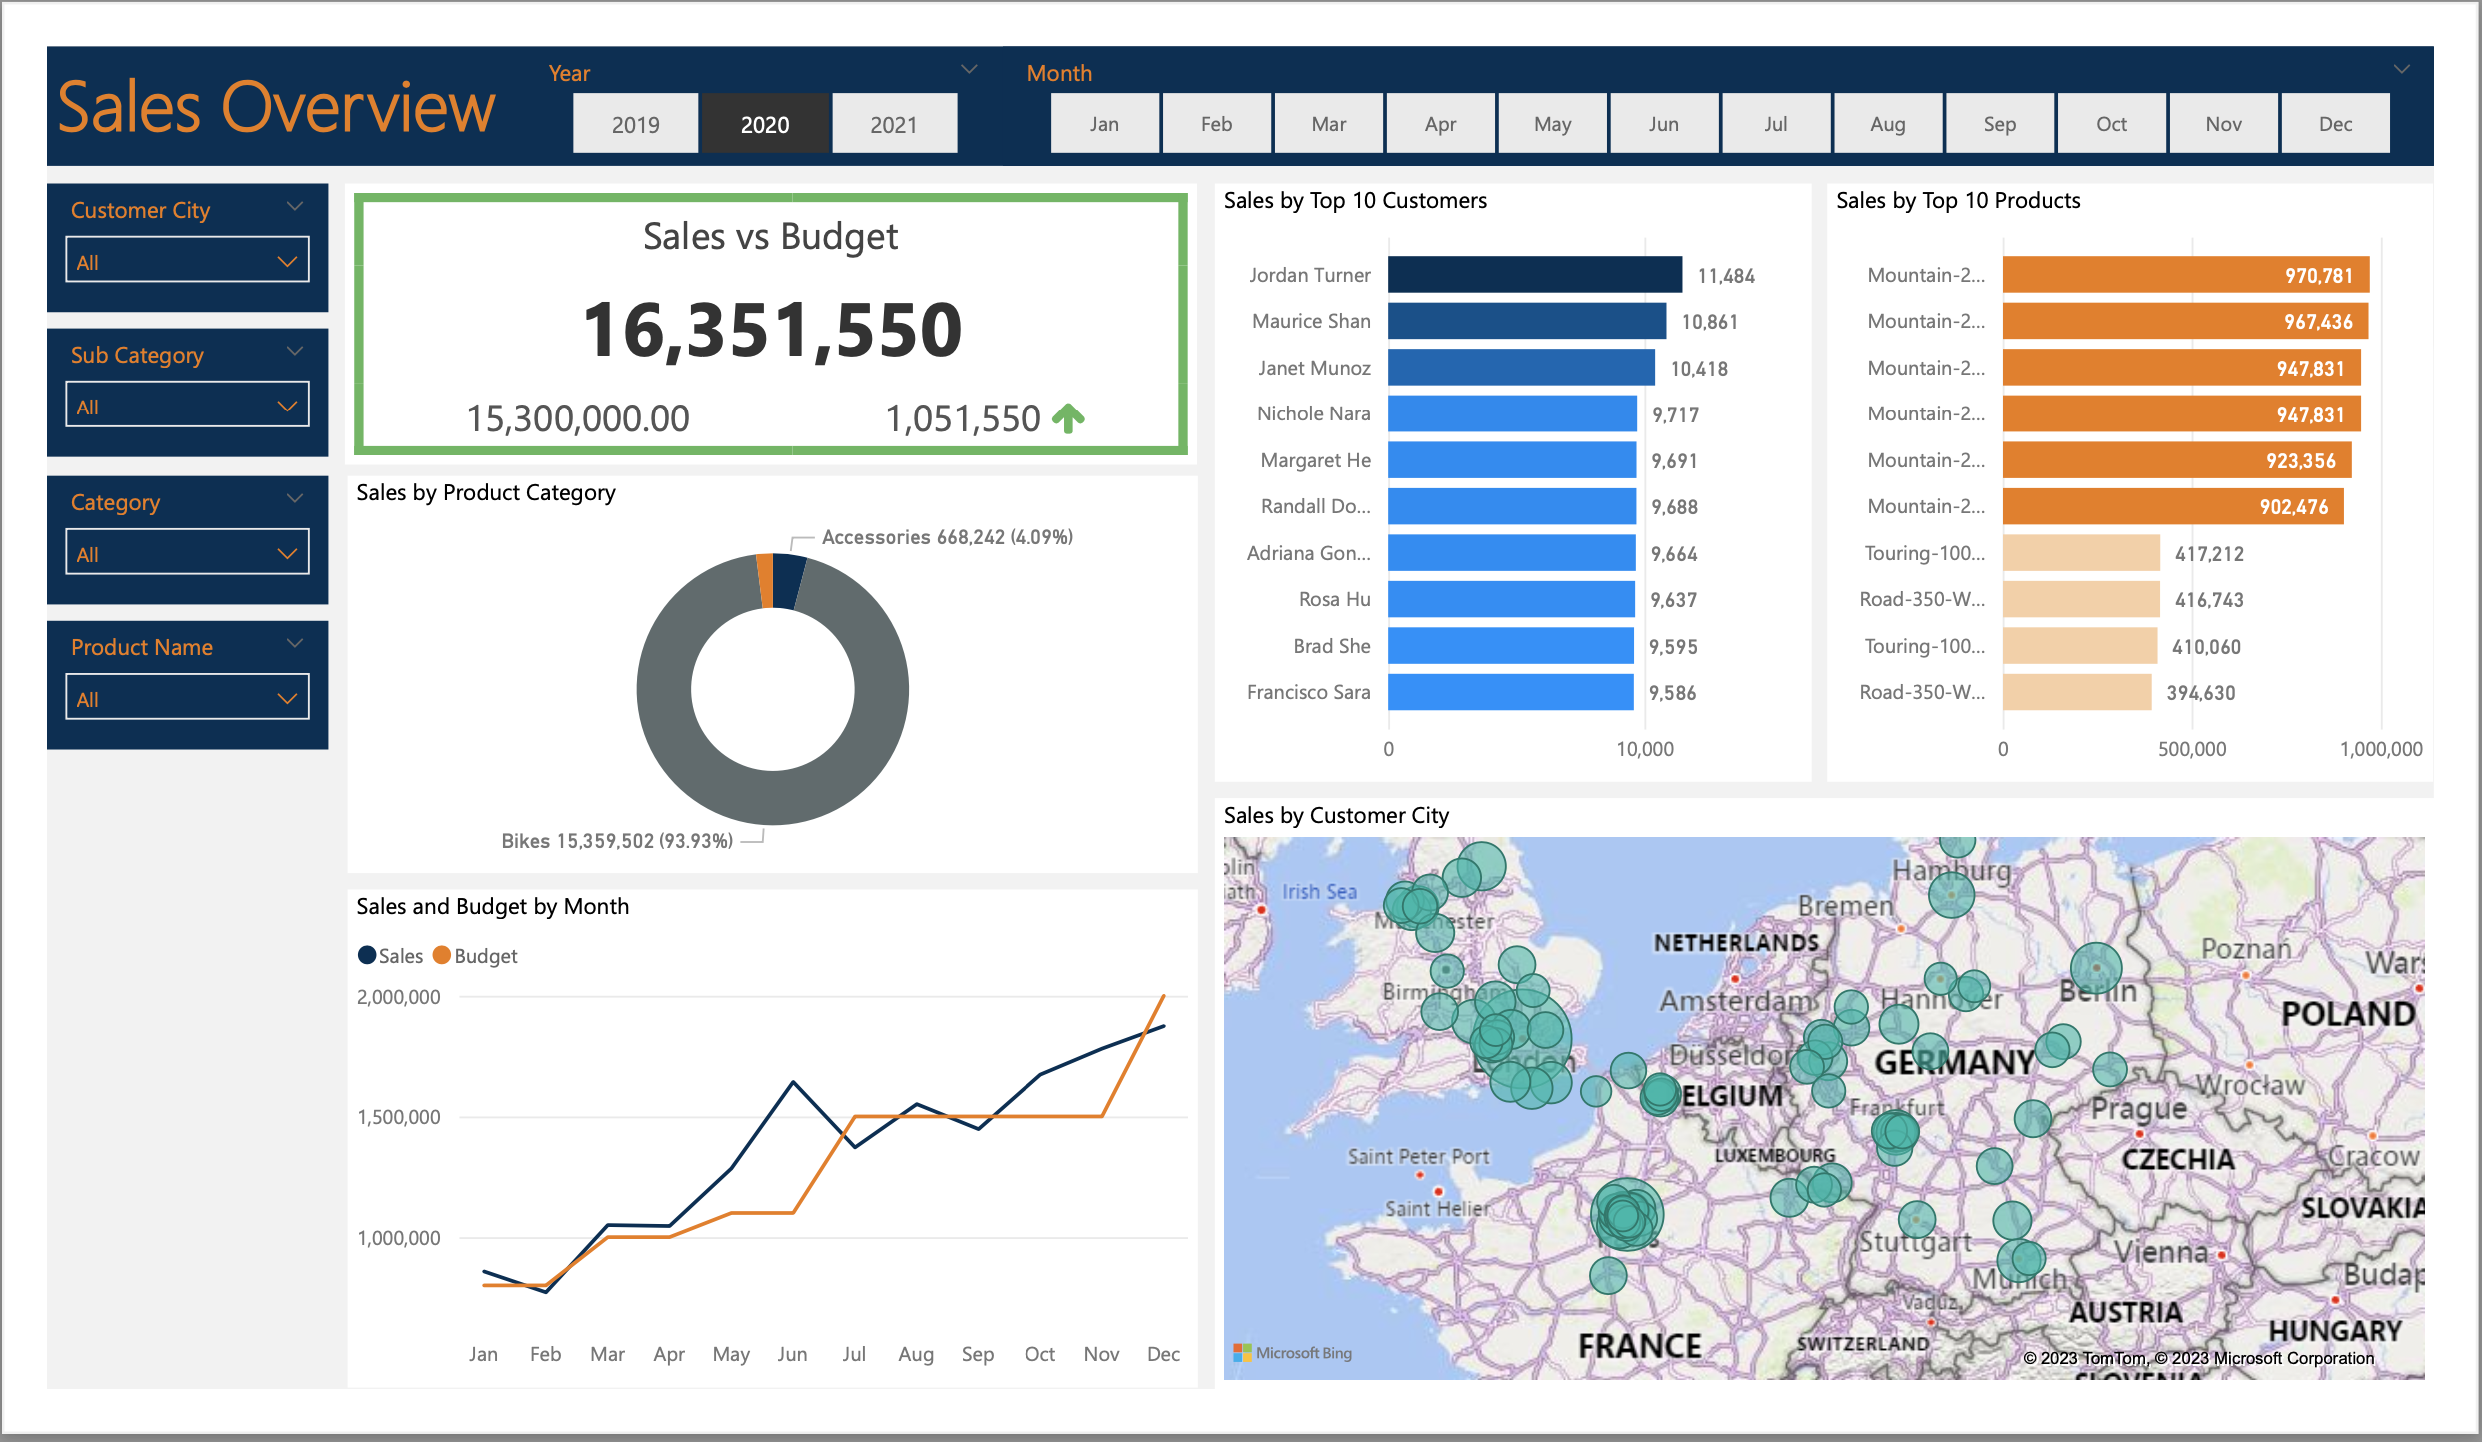 Sales Overview
Year
2019
2020
2021
Month
Jan
Feb
Mar
Apr
May
Jun
Jul
Aug
Sep
Oct
Nov
Dec
Customer City
All
Sub Category
All
Category
All
Product Name
All
Sales vs Budget
16,351,550
15,300,000.00
1,051,550
Sales by Product Category
Accessories 668,242 (4.09%)
Bikes 15,359,502 (93.93%)
Sales and Budget by Month
Sales
Budget
2,000,000
1,500,000
1,000,000
Jan
Feb
Mar
Apr
May
Jun
Jul
Aug
Sep
Oct
Nov
Dec
Sales by Top 10 Customers
Jordan Turner 11,484
Maurice Shan 10,861
Janet Munoz 10,418
Nichole Nara 9,717
Margaret He 9,691
Randall Do... 9,688
Adriana Gon... 9,664
Rosa Hu 9,637
Brad She 9,595
Francisco Sara 9,586
0
10,000
Sales by Top 10 Products
Mountain-2... 970,781
Mountain-2... 967,436
Mountain-2... 947,831
Mountain-2... 947,831
Mountain-2... 923,356
Mountain-2... 902,476
Touring-100... 417,212
Road-350-W... 416,743
Touring-100... 410,060
Road-350-W... 394,630
0
500,000
1,000,000
Sales by Customer City
Hamburg
Irish Sea
Bremen
NETHERLANDS
Poznań
Birmingham
Amsterdam
Hannover
Berlin
POLAND
Düsseldorf
GERMANY
Wrocław
ELGIUM
Frankfurt
Prague
Saint Peter Port
LUXEMBOURG
CZECHIA
Cracow
Saint Helier
SLOVAKIA
Stuttgart
Vienna
Munich
Budap
Vaduz
AUSTRIA
FRANCE
SWITZERLAND
HUNGARY
Microsoft Bing
© 2023 TomTom, © 2023 Microsoft Corporation